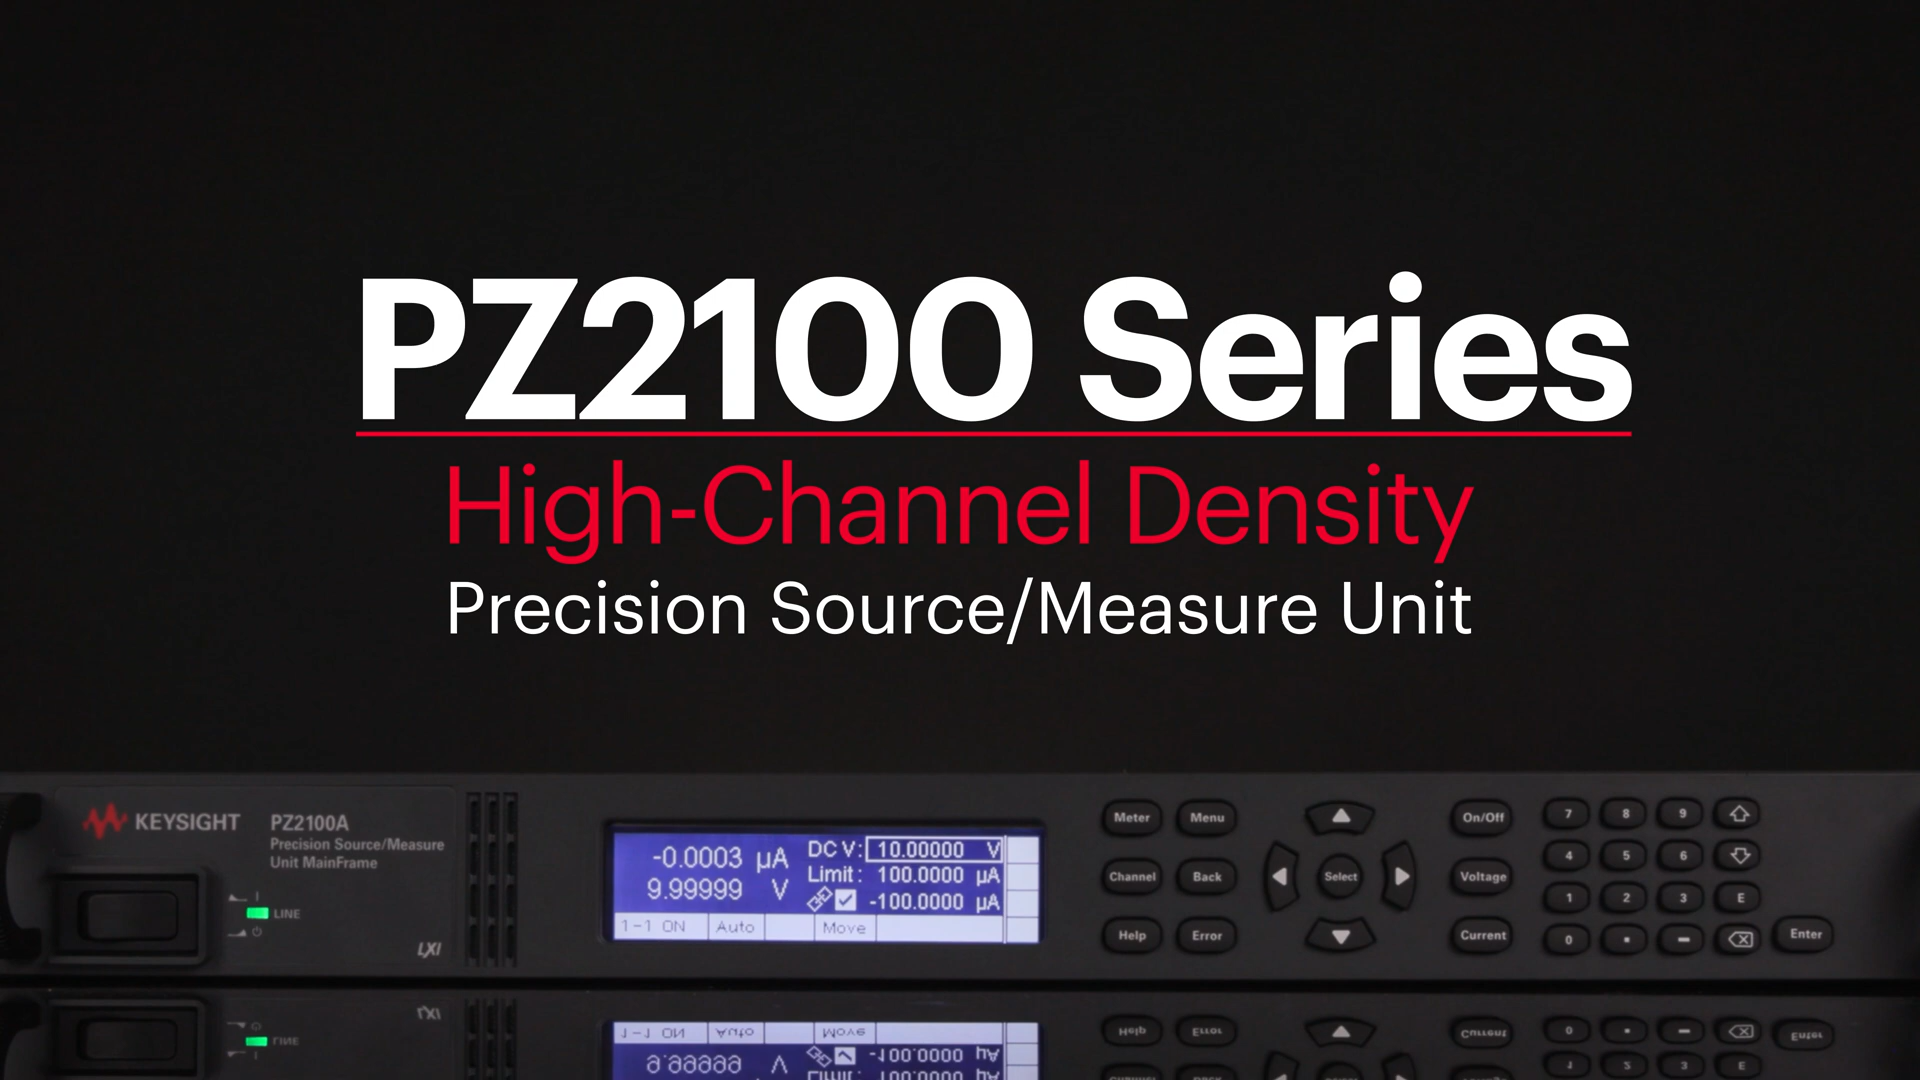 PZ2100 Series
High-Channel Density
Precision Source/Measure Unit
KEYSIGHT PZ2100A
Precision Source/Measure
Unit MainFrame
LINE
LXI
-0.0003 µA
9.99999 V
DC V: 10.00000 V
Limit: 100.0000 µA
-100.0000 µA
1-1 ON Auto Move
Meter Menu
Channel Back
Help Error
Select
On/Off
Voltage
Current
7 8 9
4 5 6
1 2 3 E
0 . -
Enter